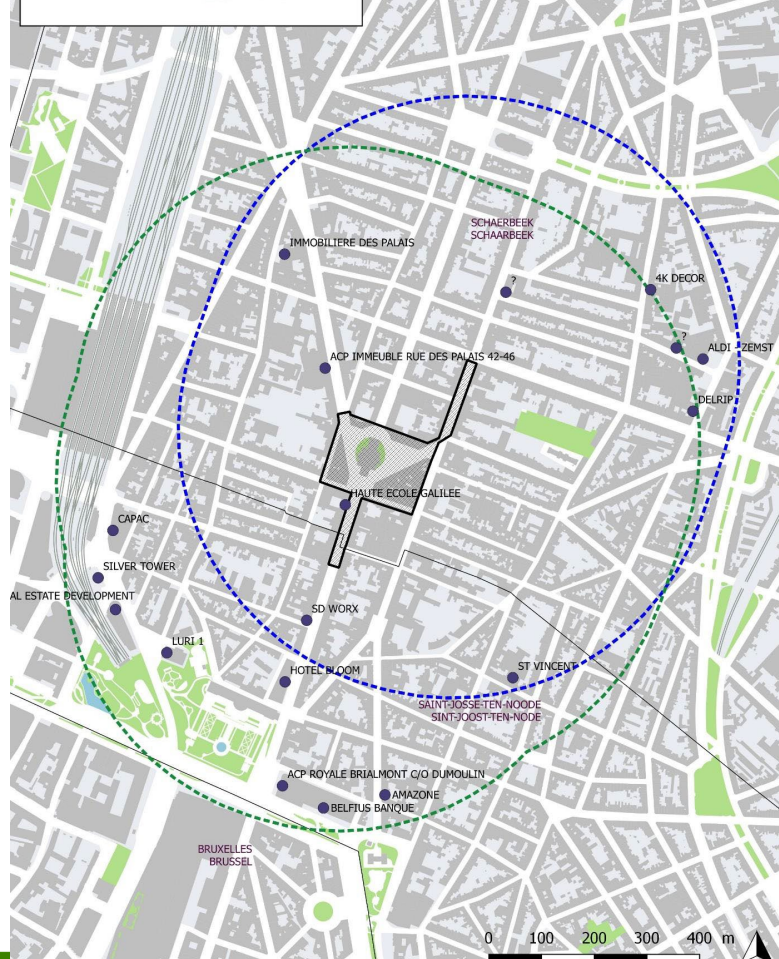 SCHAERBEEK
SCHAARBEEK
IMMOBILIERE DES PALAIS
?
4K DECOR
?
ALDI - ZEMST
ACP IMMEUBLE RUE DES PALAIS 42-46
DELRIP
HAUTE ECOLE GALILEE
CAPAC
SILVER TOWER
AL ESTATE DEVELOPMENT
SD WORX
LURI 1
HOTEL BLOOM
ST VINCENT
SAINT-JOSSE-TEN-NOODE
SINT-JOOST-TEN-NODE
ACP ROYALE BRIALMONT C/O DUMOULIN
AMAZONE
BELFIUS BANQUE
BRUXELLES
BRUSSEL
0 100 200 300 400 m